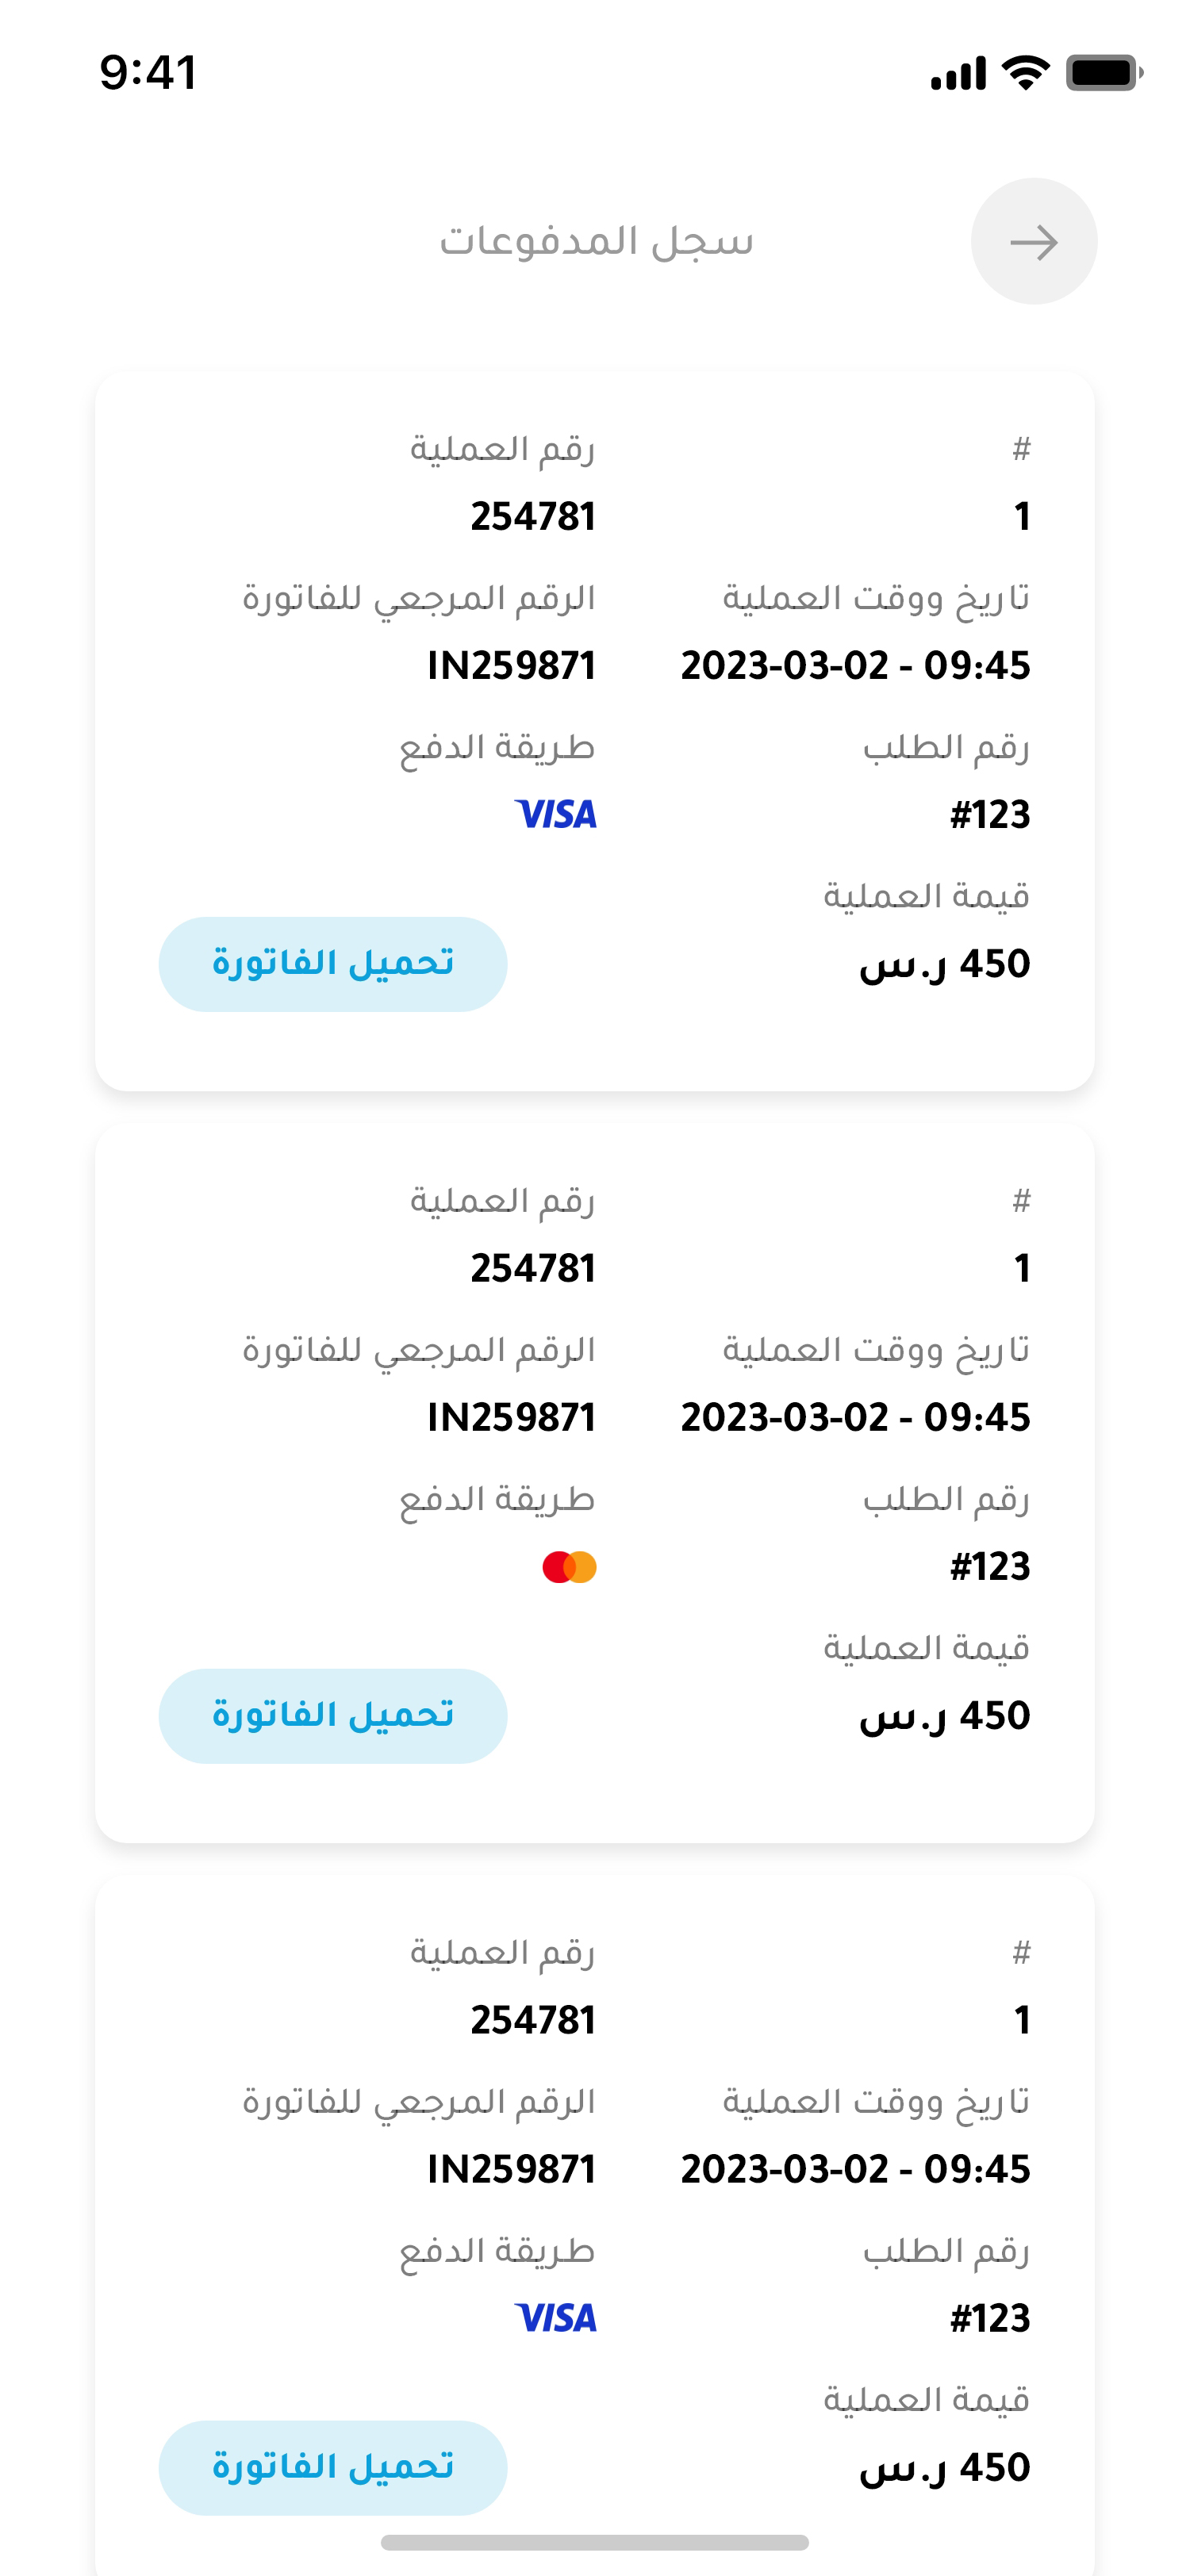 9:41
سجل المدفوعات
# رقم العملية
1 254781
تاريخ ووقت العملية الرقم المرجعي للفاتورة
2023-03-02 - 09:45 IN259871
رقم الطلب طريقة الدفع
#123 VISA
قيمة العملية
450 ر.س تحميل الفاتورة
# رقم العملية
1 254781
تاريخ ووقت العملية الرقم المرجعي للفاتورة
2023-03-02 - 09:45 IN259871
رقم الطلب طريقة الدفع
#123
قيمة العملية
450 ر.س تحميل الفاتورة
# رقم العملية
1 254781
تاريخ ووقت العملية الرقم المرجعي للفاتورة
2023-03-02 - 09:45 IN259871
رقم الطلب طريقة الدفع
#123 VISA
قيمة العملية
450 ر.س تحميل الفاتورة